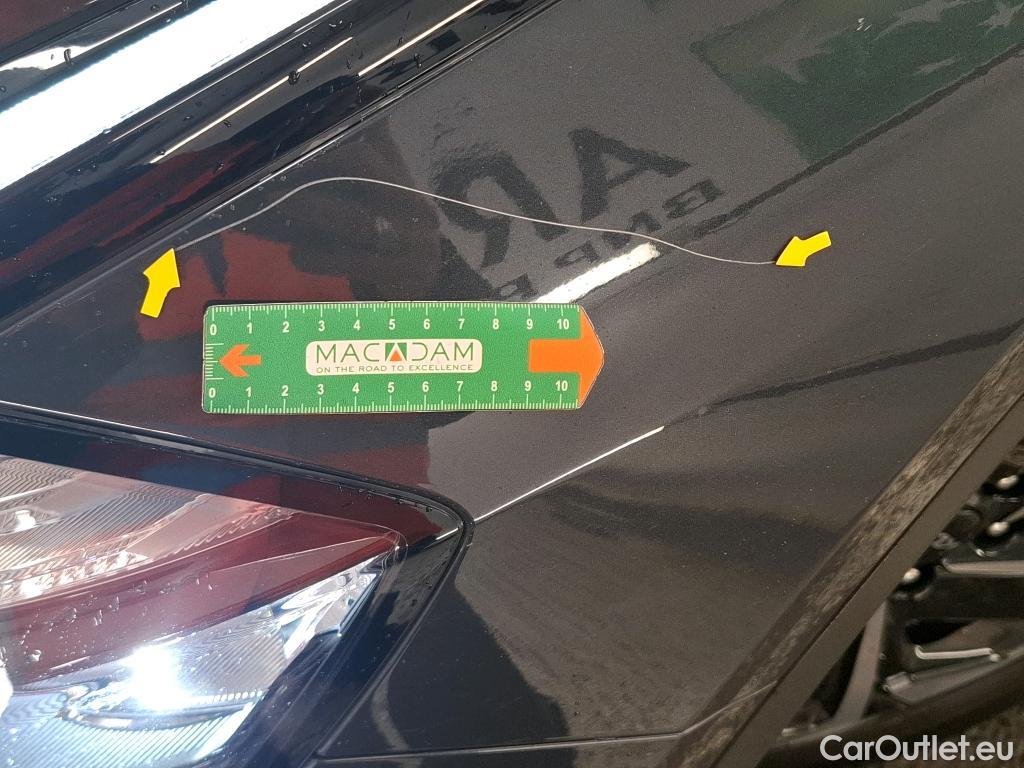 0 1 2 3 4 5 6 7 8 9 10
MACADAM
ON THE ROAD TO EXCELLENCE
0 1 2 3 4 5 6 7 8 9 10
CarOutlet.eu